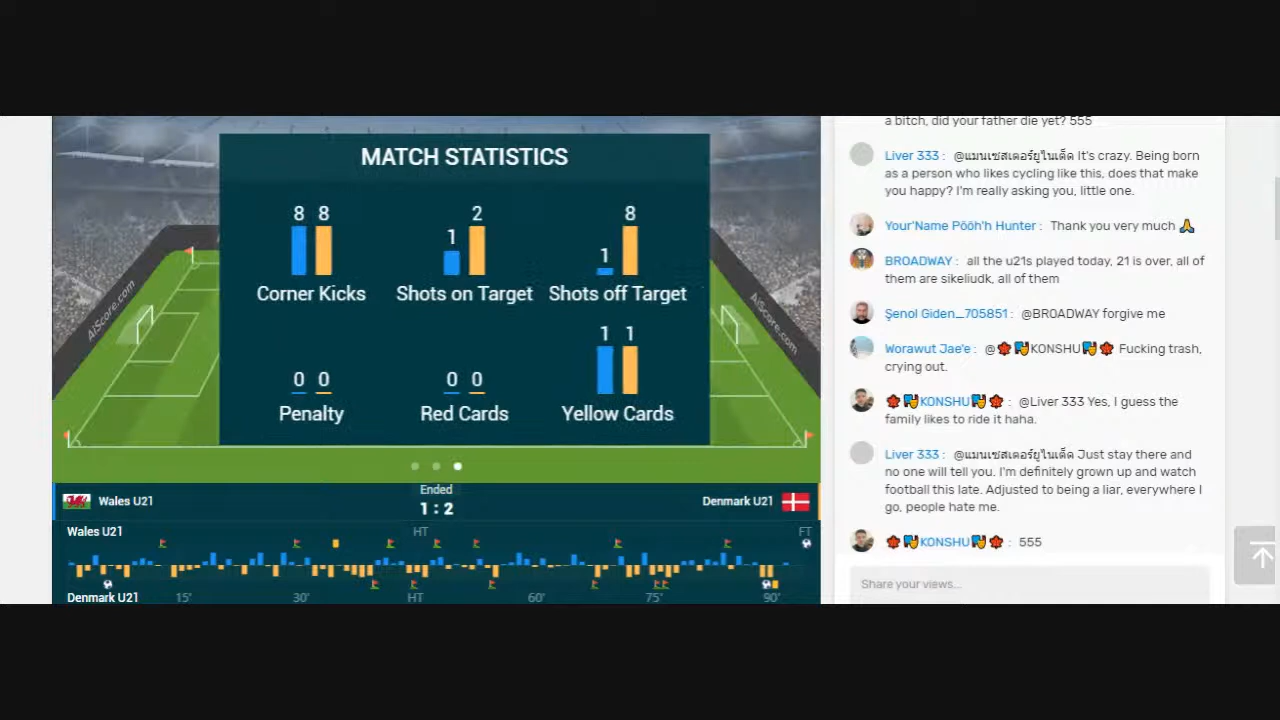 MATCH STATISTICS
8 8
Corner Kicks
1 2
Shots on Target
1 8
Shots off Target
0 0
Penalty
0 0
Red Cards
1 1
Yellow Cards
AiScore.com
AiScore.com
Wales U21
Ended
1 : 2
Denmark U21
Wales U21
HT
FT
Denmark U21
15'
30'
HT
60'
75'
90'
a bitch, did your father die yet? 555
Liver 333 : @แมนเชสเตอร์ยูไนเต็ด It's crazy. Being born
as a person who likes cycling like this, does that make
you happy? I'm really asking you, little one.
Your'Name Põöh'h Hunter : Thank you very much 🙏
BROADWAY : all the u21s played today, 21 is over, all of
them are sikeliudk, all of them
Şenol Giden_705851 : @BROADWAY forgive me
Worawut Jae'e : @🍁🎭KONSHU🎭🍁 Fucking trash,
crying out.
🍁🎭KONSHU🎭🍁 : @Liver 333 Yes, I guess the
family likes to ride it haha.
Liver 333 : @แมนเชสเตอร์ยูไนเต็ด Just stay there and
no one will tell you. I'm definitely grown up and watch
football this late. Adjusted to being a liar, everywhere I
go, people hate me.
🍁🎭KONSHU🎭🍁 : 555
Share your views...